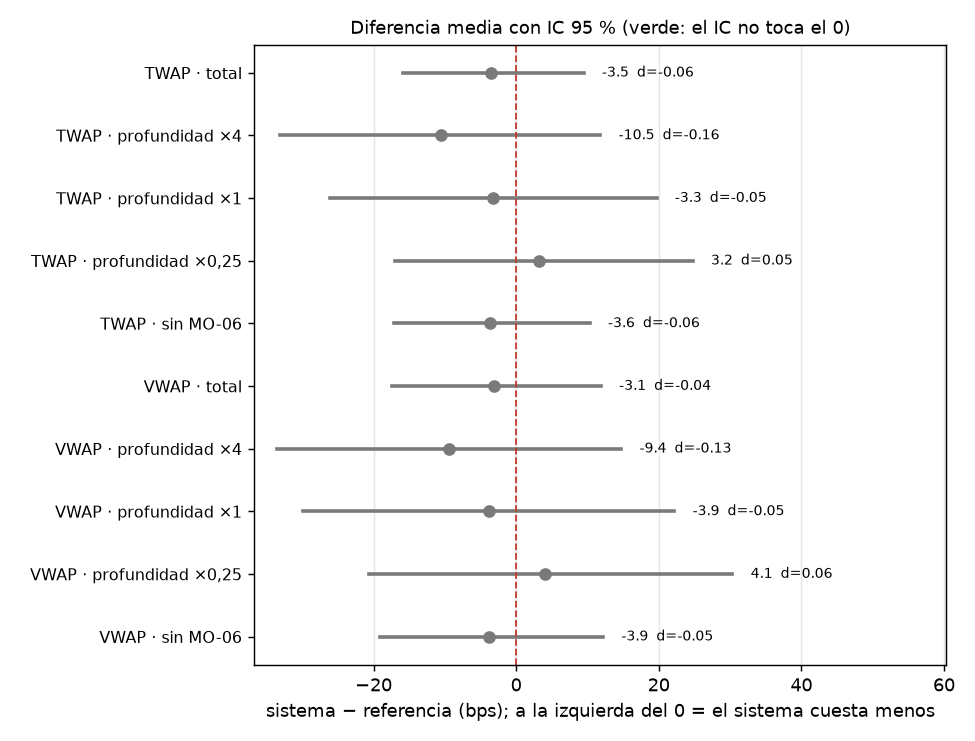 Diferencia media con IC 95 % (verde: el IC no toca el 0)
TWAP · total
-3.5 d=-0.06
TWAP · profundidad ×4
-10.5 d=-0.16
TWAP · profundidad ×1
-3.3 d=-0.05
TWAP · profundidad ×0,25
3.2 d=0.05
TWAP · sin MO-06
-3.6 d=-0.06
VWAP · total
-3.1 d=-0.04
VWAP · profundidad ×4
-9.4 d=-0.13
VWAP · profundidad ×1
-3.9 d=-0.05
VWAP · profundidad ×0,25
4.1 d=0.06
VWAP · sin MO-06
-3.9 d=-0.05
−20 0 20 40 60
sistema − referencia (bps); a la izquierda del 0 = el sistema cuesta menos